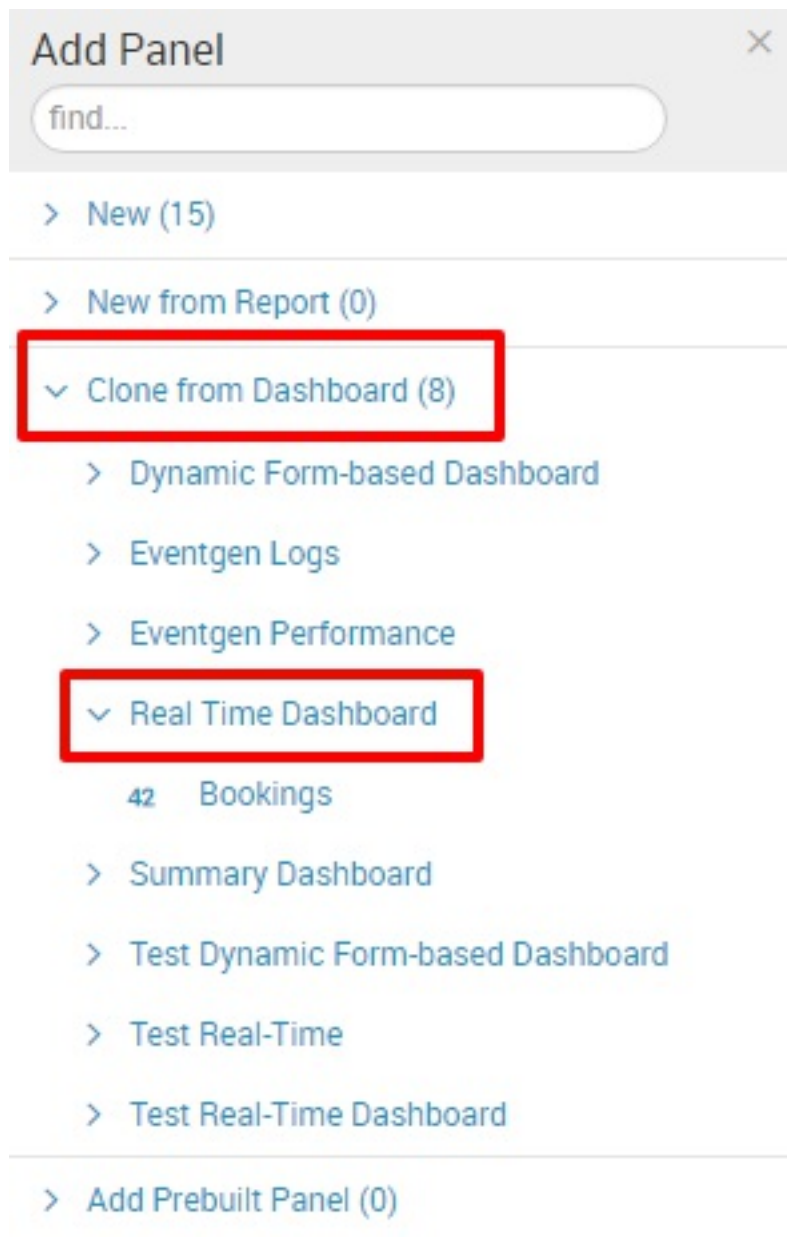 Add Panel
find...
New (15)
New from Report (0)
Clone from Dashboard (8)
Dynamic Form-based Dashboard
Eventgen Logs
Eventgen Performance
Real Time Dashboard
42 Bookings
Summary Dashboard
Test Dynamic Form-based Dashboard
Test Real-Time
Test Real-Time Dashboard
Add Prebuilt Panel (0)